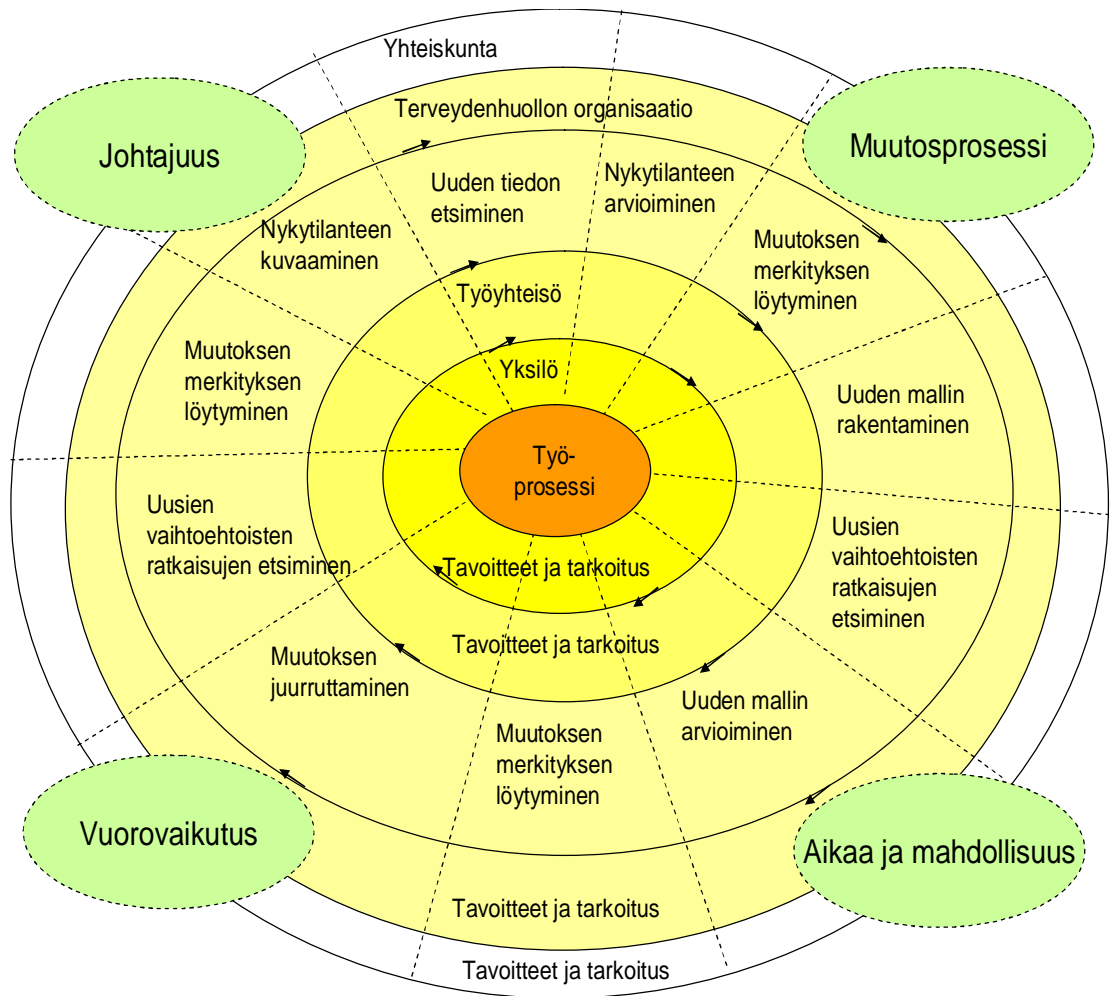 Yhteiskunta
Terveydenhuollon organisaatio
Johtajuus
Muutosprosessi
Uuden tiedon
etsiminen
Nykytilanteen
arvioiminen
Nykytilanteen
kuvaaminen
Muutoksen
merkityksen
löytyminen
Työyhteisö
Yksilö
Muutoksen
merkityksen
löytyminen
Uuden mallin
rakentaminen
Työ-
prosessi
Uusien
vaihtoehtoisten
ratkaisujen etsiminen
Uusien
vaihtoehtoisten
ratkaisujen
etsiminen
Tavoitteet ja tarkoitus
Tavoitteet ja tarkoitus
Muutoksen
juurruttaminen
Uuden mallin
arvioiminen
Muutoksen
merkityksen
löytyminen
Vuorovaikutus
Aikaa ja mahdollisuus
Tavoitteet ja tarkoitus
Tavoitteet ja tarkoitus